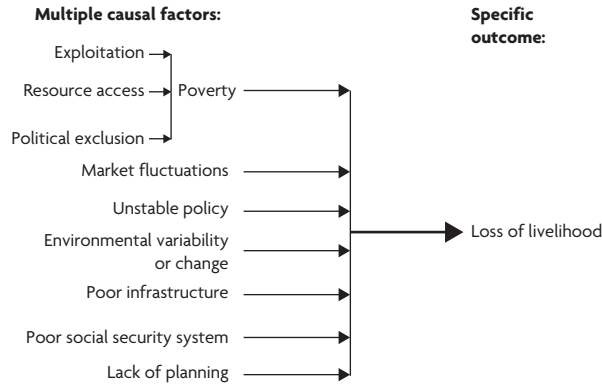 Multiple causal factors:
Specific
outcome:
Exploitation
Resource access
Poverty
Political exclusion
Market fluctuations
Unstable policy
Environmental variability
or change
Loss of livelihood
Poor infrastructure
Poor social security system
Lack of planning